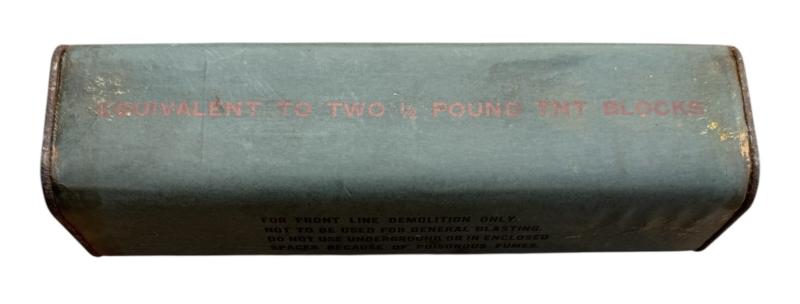 EQUIVALENT TO TWO ½ POUND TNT BLOCKS
FOR FRONT LINE DEMOLITION ONLY.
NOT TO BE USED FOR GENERAL BLASTING.
DO NOT USE UNDERGROUND OR IN ENCLOSED
SPACES BECAUSE OF POISONOUS FUMES.